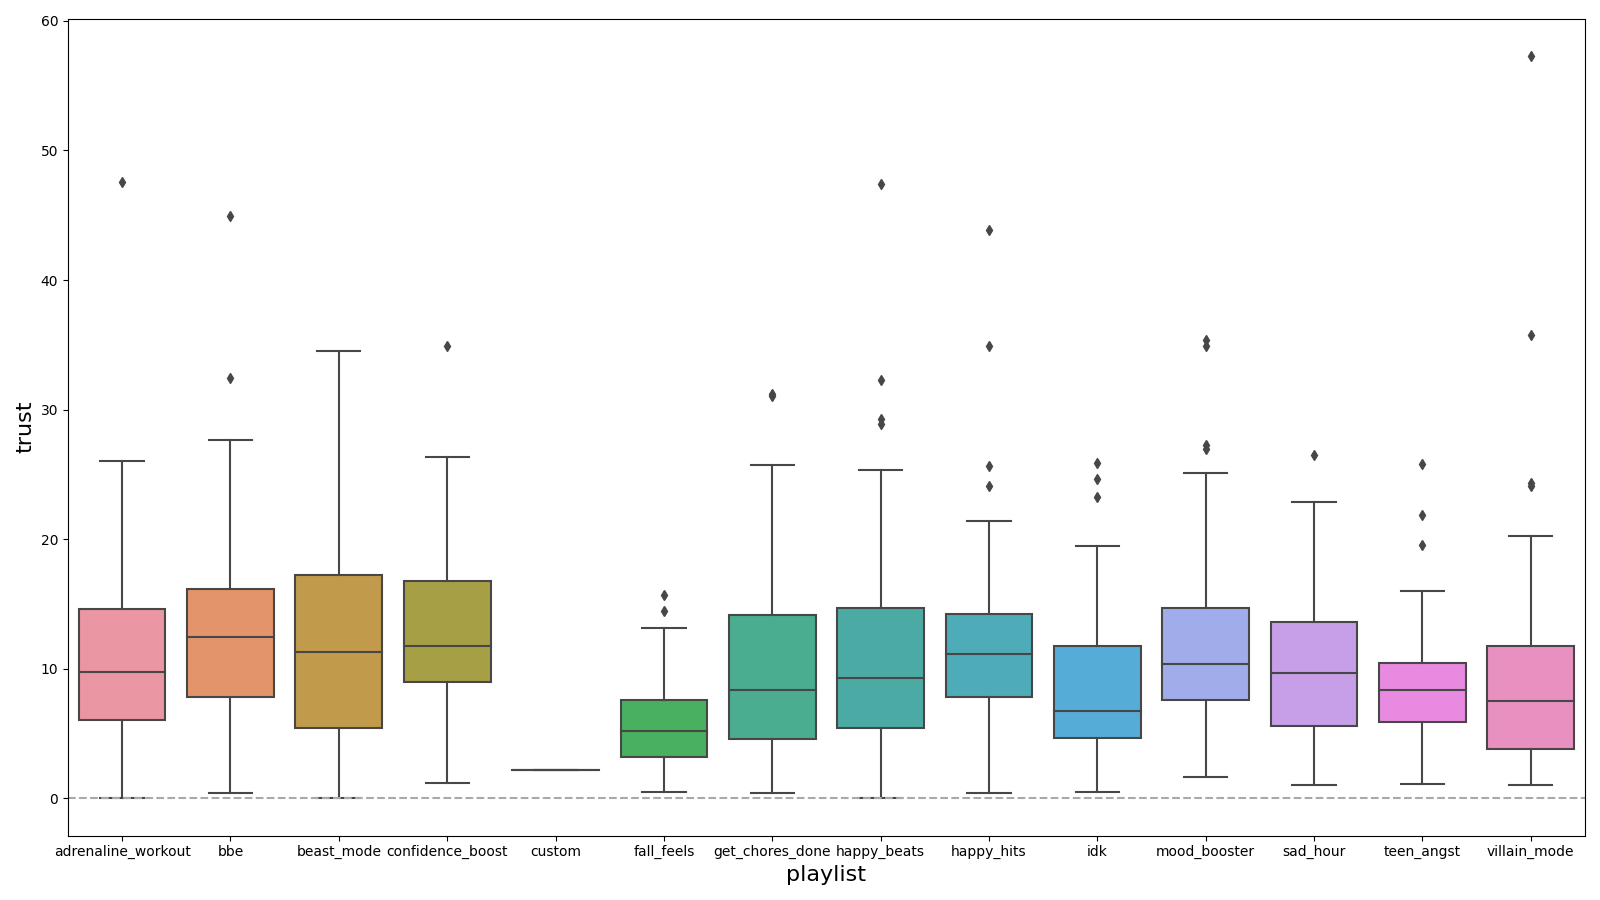 60
50
40
30
20
10
0
trust
adrenaline_workout bbe beast_mode confidence_boost custom fall_feels get_chores_done happy_beats happy_hits idk mood_booster sad_hour teen_angst villain_mode
playlist